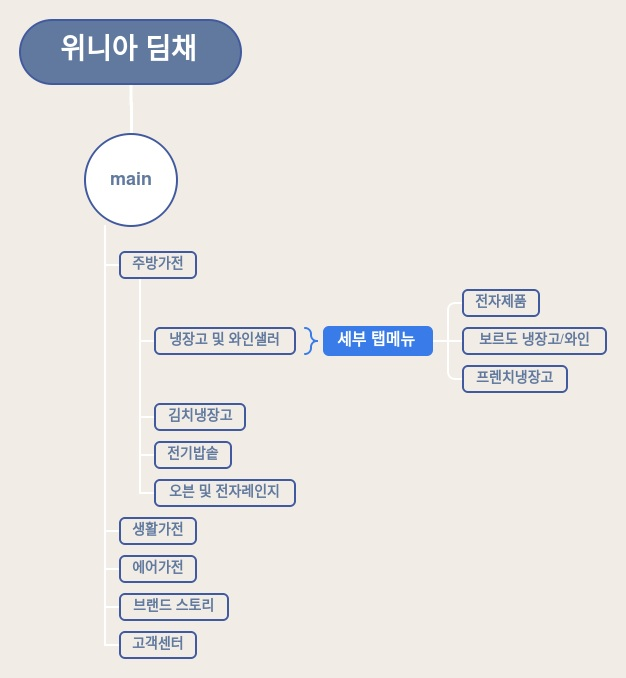 위니아 딤채
main
주방가전
냉장고 및 와인샐러
세부 탭메뉴
전자제품
보르도 냉장고/와인
프렌치냉장고
김치냉장고
전기밥솥
오븐 및 전자레인지
생활가전
에어가전
브랜드 스토리
고객센터